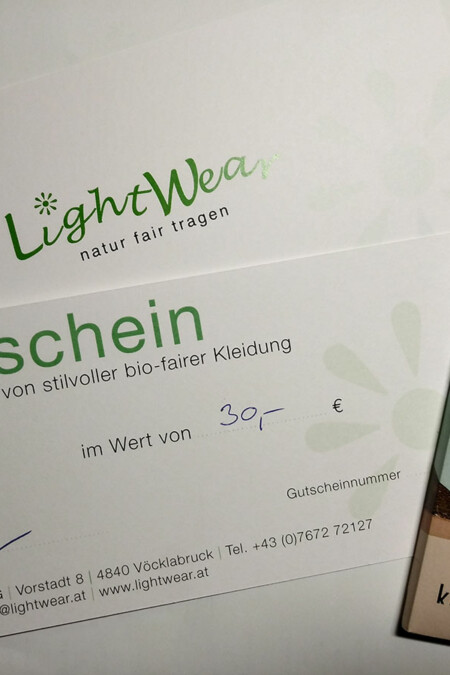 LightWear
natur fair tragen
schein
von stilvoller bio-fairer Kleidung
im Wert von 30,- €
Gutscheinnummer
G | Vorstadt 8 | 4840 Vöcklabruck | Tel. +43 (0)7672 72127
@lightwear.at | www.lightwear.at
k